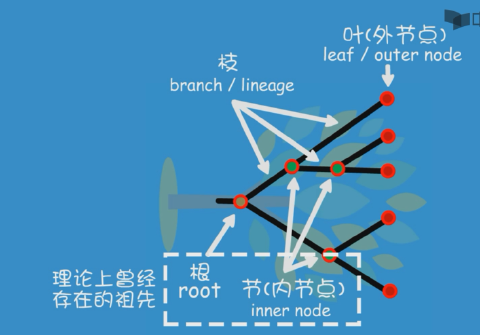 叶(外节点)
leaf / outer node
枝
branch / lineage
理论上曾经
存在的祖先
根
root
节(内节点)
inner node